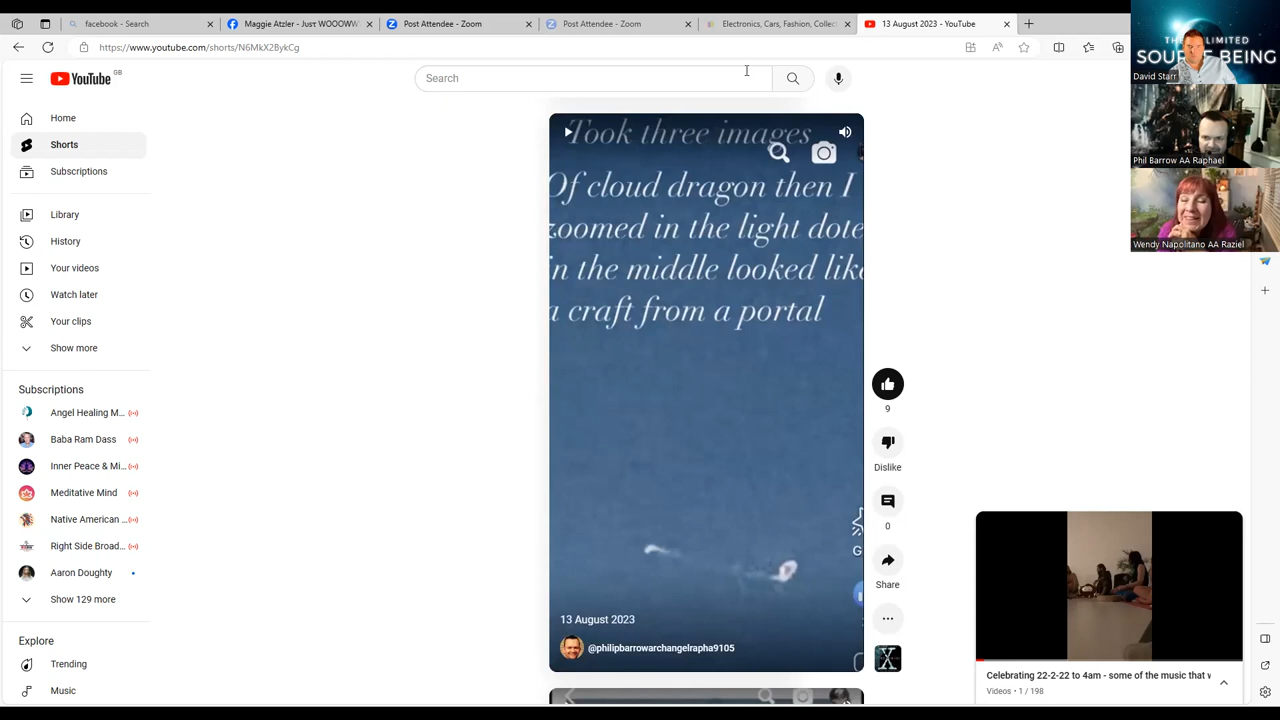 facebook - Search
Maggie Atzler - Just WOOOWW
Post Attendee - Zoom
Post Attendee - Zoom
Electronics, Cars, Fashion, Collec
13 August 2023 - YouTube
https://www.youtube.com/shorts/N6MkX2BykCg
YouTube GB
Search
Home
Shorts
Subscriptions
Library
History
Your videos
Watch later
Your clips
Show more
Subscriptions
Angel Healing M...
Baba Ram Dass
Inner Peace & Mi...
Meditative Mind
Native American ...
Right Side Broad...
Aaron Doughty
Show 129 more
Explore
Trending
Music
Took three images
Of cloud dragon then I
zoomed in the light dote
in the middle looked like
a craft from a portal
G
13 August 2023
@philipbarrowarchangelrapha9105
9
Dislike
0
Share
X
THE UNLIMITED
SOURCE BEING
David Starr
Phil Barrow AA Raphael
Wendy Napolitano AA Raziel
Celebrating 22-2-22 to 4am - some of the music that
Videos • 1 / 198